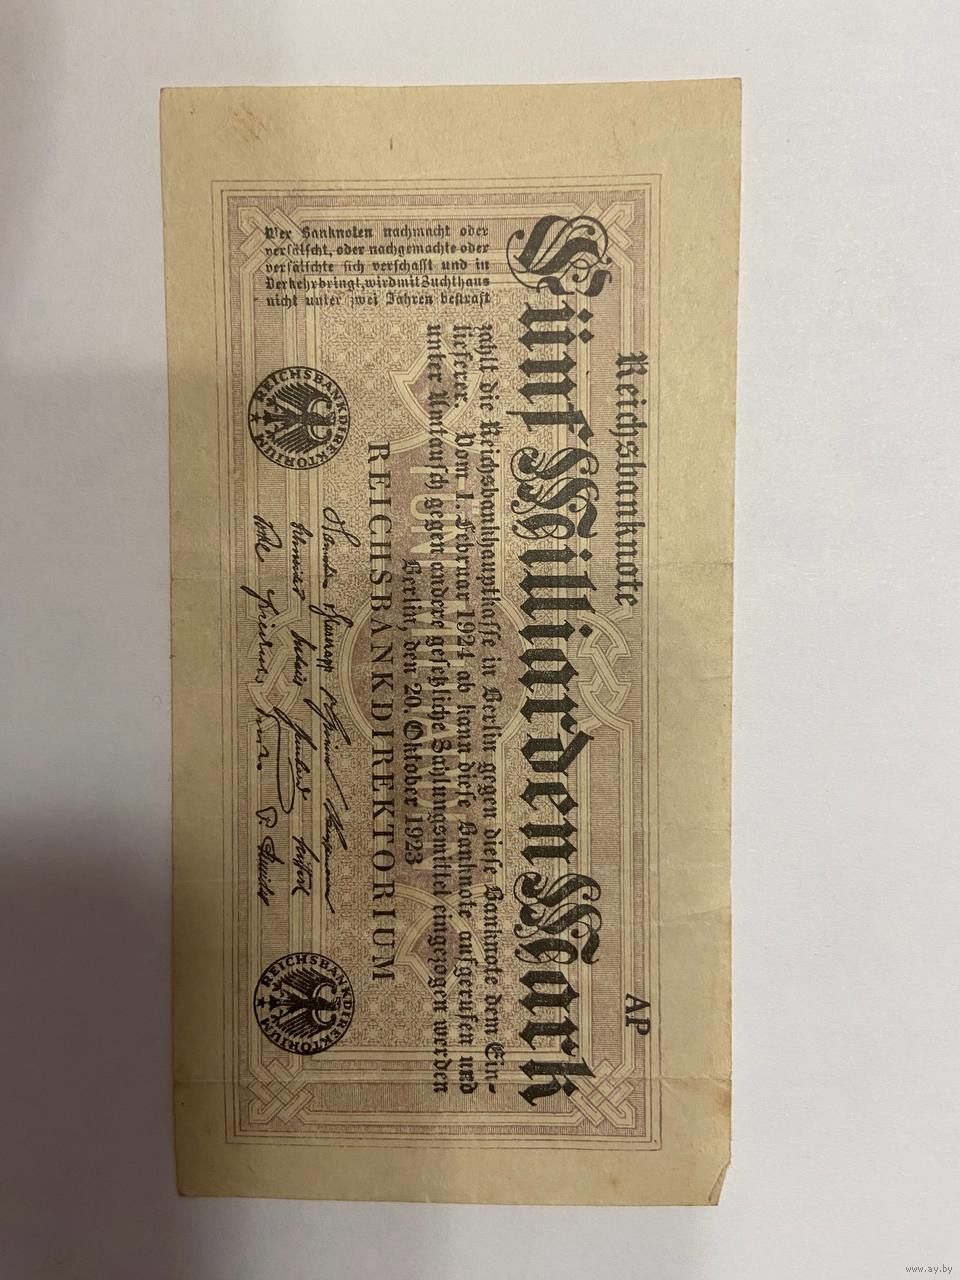 Reichsbanknote
AP
Fünf Milliarden Mark
zahlt die Reichsbankhauptkasse in Berlin gegen diese Banknote dem Ein-
lieferer. Vom 1. Februar 1924 ab kann diese Banknote aufgerufen und
unter Umtausch gegen andere gesetzliche Zahlungsmittel eingezogen werden
Berlin, den 20. Oktober 1923
REICHSBANKDIREKTORIUM
Wer Banknoten nachmacht oder
verfälscht, oder nachgemachte oder
verfälschte sich verschafft und in
Verkehr bringt, wird mit Zuchthaus
nicht unter zwei Jahren bestraft
REICHSBANKDIREKTORIUM
REICHSBANKDIREKTORIUM
www.ay.by